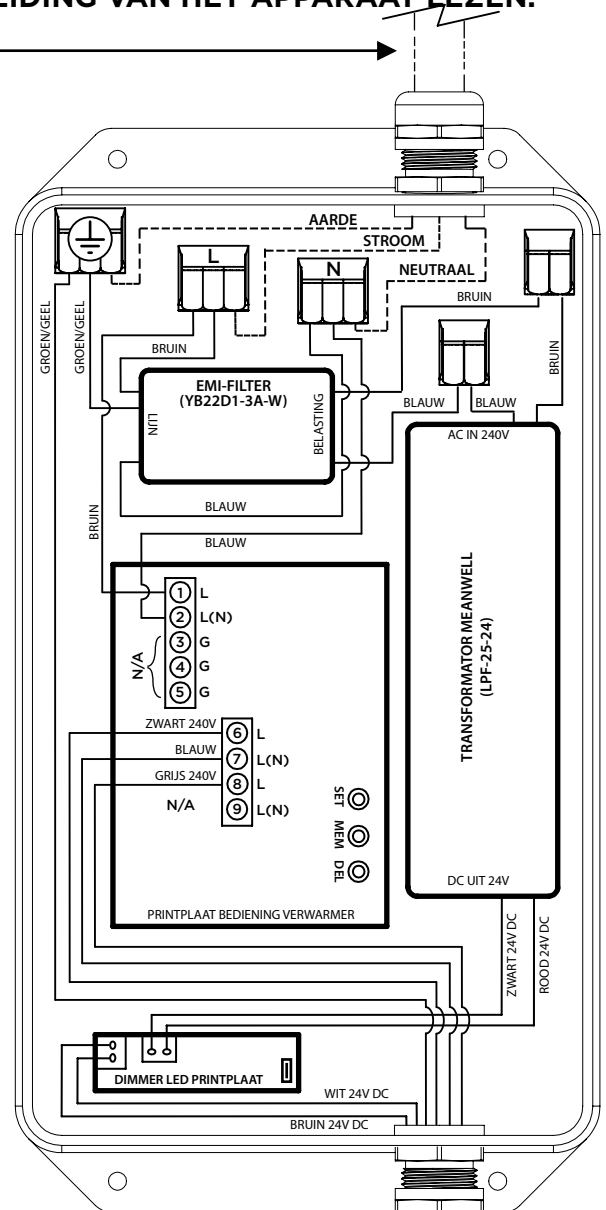 EIDING VAN HET APPARAAT LEZEN.
AARDE
STROOM
NEUTRAAL
L
N
BRUIN
GROEN/GEEL
GROEN/GEEL
BRUIN
BRUIN
EMI-FILTER
(YB22D1-3A-W)
LIJN
BELASTING
BLAUW
BLAUW
AC IN 240V
BLAUW
BLAUW
BRUIN
1 L
2 L(N)
3 G
4 G
5 G
N/A
TRANSFORMATOR MEANWELL
(LPF-25-24)
ZWART 240V
6 L
BLAUW
7 L(N)
GRIJS 240V
8 L
N/A
9 L(N)
SET
MEM
DEL
DC UIT 24V
PRINTPLAAT BEDIENING VERWARMER
ZWART 24V DC
ROOD 24V DC
DIMMER LED PRINTPLAAT
WIT 24V DC
BRUIN 24V DC